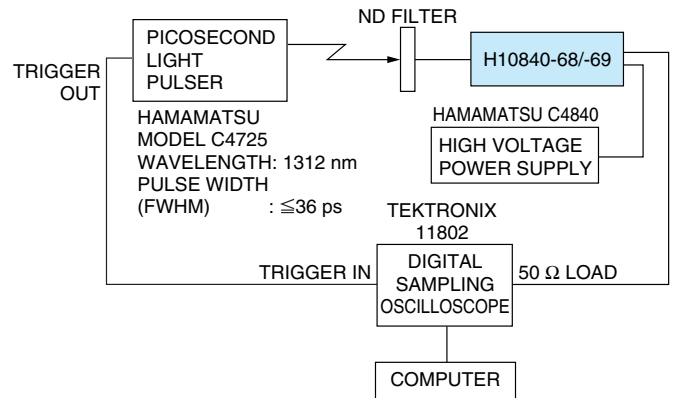 ND FILTER
PICOSECOND
LIGHT
PULSER
H10840-68/-69
TRIGGER
OUT
HAMAMATSU
MODEL C4725
WAVELENGTH: 1312 nm
PULSE WIDTH
(FWHM) : ≦36 ps
HAMAMATSU C4840
HIGH VOLTAGE
POWER SUPPLY
TEKTRONIX
11802
TRIGGER IN
DIGITAL
SAMPLING
OSCILLOSCOPE
50 Ω LOAD
COMPUTER